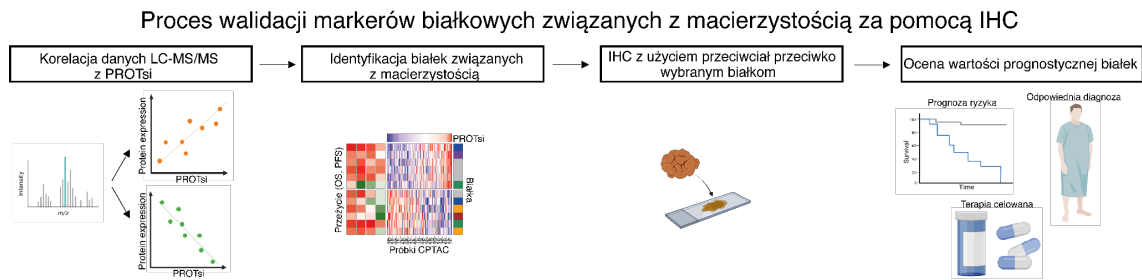 Proces walidacji markerów białkowych związanych z macierzystością za pomocą IHC
Korelacja danych LC-MS/MS
z PROTsi
Identyfikacja białek związanych
z macierzystością
IHC z użyciem przeciwciał przeciwko
wybranym białkom
Ocena wartości prognostycznej białek
Intensity
m/z
Protein expression
PROTsi
Protein expression
PROTsi
PROTsi
Przeżycie (OS, PFS)
Białka
Próbki CPTAC
Prognoza ryzyka
Survival
Time
Odpowiednia diagnoza
Terapia celowana